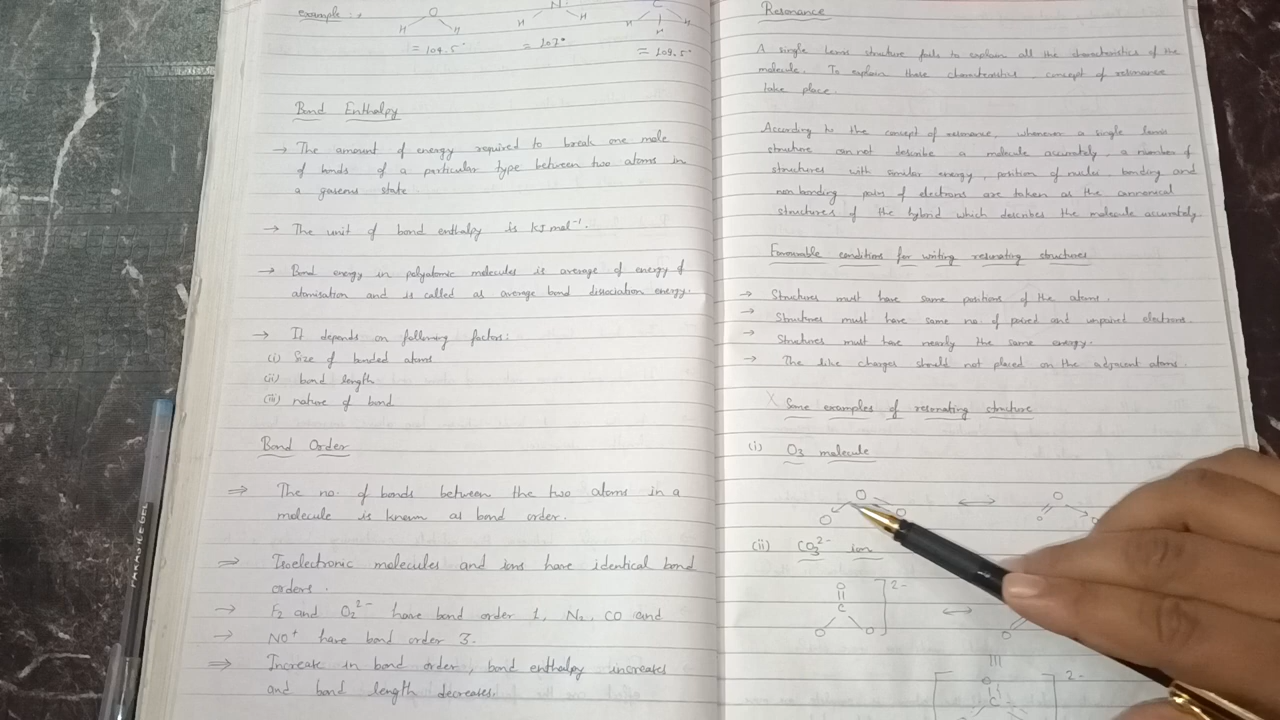 example :-
O
H H
= 104.5°
N
H H
= 107°
C
H H
H
= 109.5°
Bond Enthalpy
→ The amount of energy required to break one mole
of bonds of a particular type between two atoms in
a gaseous state.
→ The unit of bond enthalpy is KJ mol⁻¹.
→ Bond energy in polyatomic molecules is average of energy of
atomisation and is called as average bond dissociation energy.
→ It depends on following factors:
(i) Size of bonded atoms
(ii) bond length
(iii) nature of bond
Bond Order
⇒ The no. of bonds between the two atoms in a
molecule is known as bond order.
⇒ Isoelectronic molecules and ions have identical bond
orders.
→ F₂ and O₂²⁻ have bond order 1, N₂, CO and
→ NO⁺ have bond order 3.
⇒ Increase in bond order, bond enthalpy increases
and bond length decreases.
PARAS ICE GEL
Resonance
A single lewis structure fails to explain all the characteristics of the
molecule. To explain these characteristics concept of resonance
take place.
According to the concept of resonance, whenever a single lewis
structure cannot describe a molecule accurately, a number of
structures with similar energy, position of nuclei, bonding and
non bonding pairs of electrons are taken as the cannonical
structures of the hybrid which describes the molecule accurately.
Favourable conditions for writing resonating structures
→ Structures must have same positions of the atoms.
→ Structures must have same no. of paired and unpaired electrons.
→ Structures must have nearly the same energy.
→ The like charges should not placed on the adjacent atoms.
X Some examples of resonating structure
(i) O₃ molecule
O O O ↔ O O
(ii) CO₃²⁻ ion
O
C
O O
2-
↔
O
C
2-